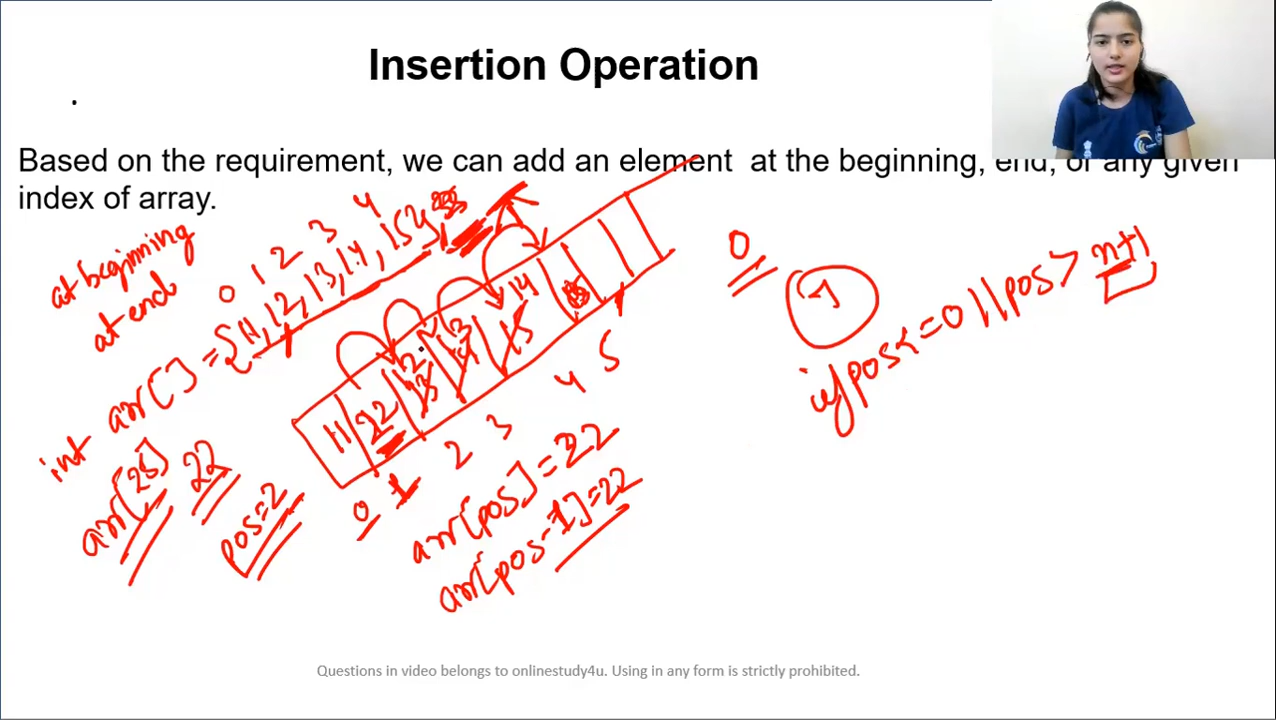 Insertion Operation
Based on the requirement, we can add an element at the beginning, end, or any given
index of array.
at beginning
at end
0 1 2 3 4
int arr[] = {11, 12, 13, 14, 15}
arr[25] 22
pos=2
11 22
14
0 1 2 3 4 5
arr[pos] = 22
arr[pos-1] = 22
0
1
if pos <= 0 || pos > n+1
Questions in video belongs to onlinestudy4u. Using in any form is strictly prohibited.